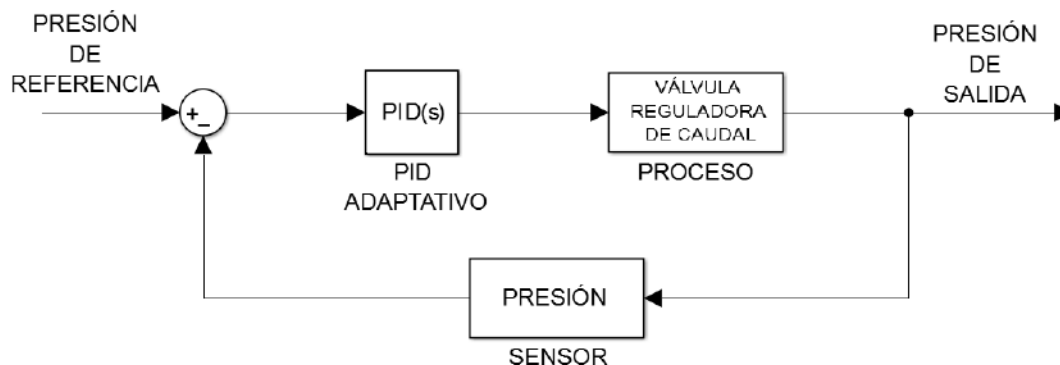 PRESIÓN
DE
REFERENCIA
+
−
PID(s)
PID
ADAPTATIVO
VÁLVULA
REGULADORA
DE CAUDAL
PROCESO
PRESIÓN
DE
SALIDA
PRESIÓN
SENSOR